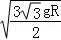 √(3√3 gR / 2)